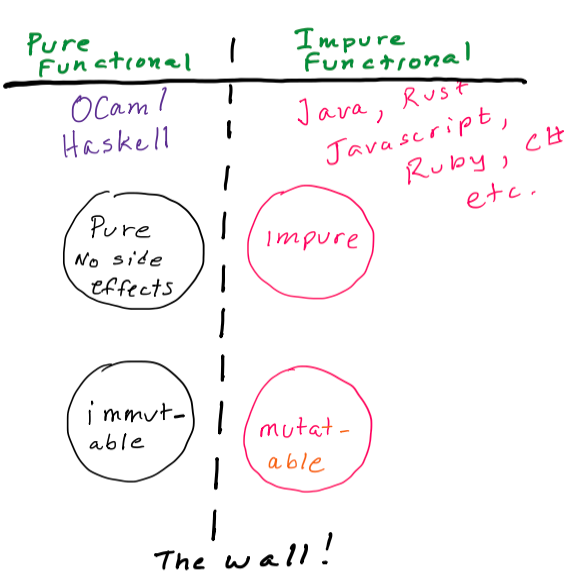 Pure
Functional
Impure
Functional
OCaml
Haskell
Java, Rust
Javascript,
Ruby, C#
etc.
Pure
No side
effects
impure
immut-
able
mutat-
able
The wall!